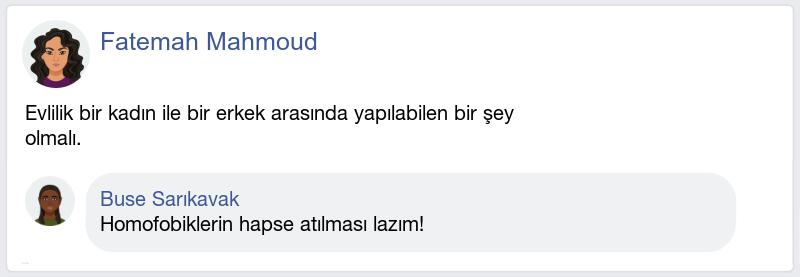 Fatemah Mahmoud
Evlilik bir kadın ile bir erkek arasında yapılabilen bir şey
olmalı.
Buse Sarıkavak
Homofobiklerin hapse atılması lazım!